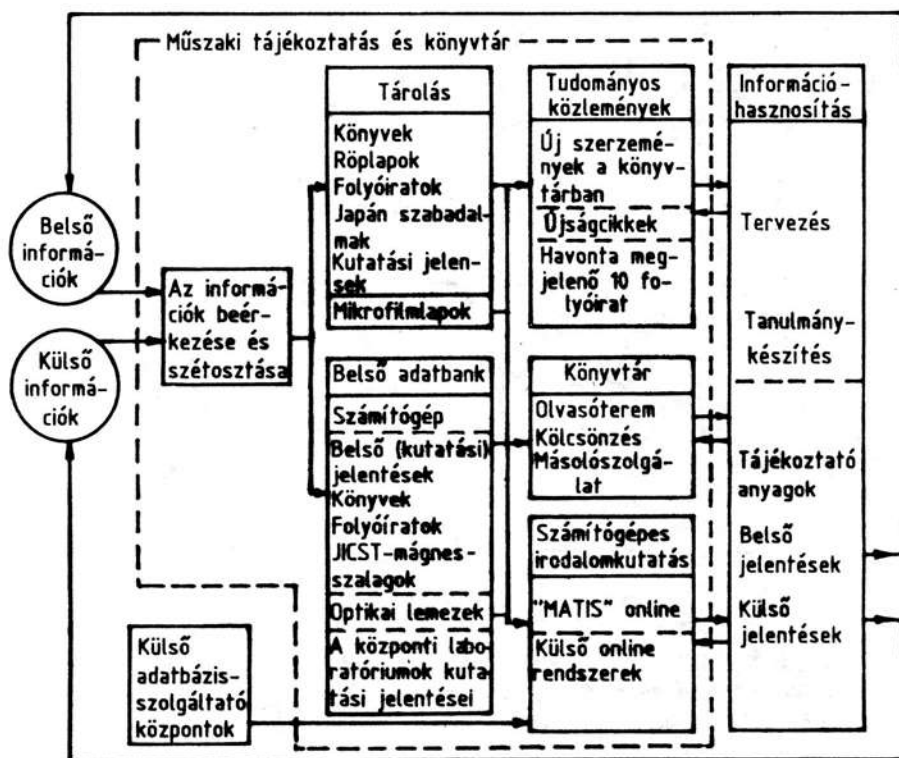 Műszaki tájékoztatás és könyvtár
Belső
informá-
ciók
Külső
informá-
ciók
Az informá-
ciók beér-
kezése és
szétosztása
Külső
adatbázis-
szolgáltató
központok
Tárolás
Könyvek
Röplapok
Folyóiratok
Japán szabadal-
mak
Kutatási jelen-
sek
Mikrofilmlapok
Belső adatbank
Számítógép
Belső (kutatási)
jelentések
Könyvek
Folyóíratok
JICST-mágnes-
szalagok
Optikai lemezek
A központi labo-
ratóriumok kuta-
tási jelentései
Tudományos
közlemények
Új szerzemé-
nyek a könyv-
tárban
Újságcikkek
Havonta meg-
jelenő 10 fo-
lyóirat
Könyvtár
Olvasóterem
Kölcsönzés
Másolószolgá-
lat
Számítógépes
irodalomkutatás
"MATIS" online
Külső online
rendszerek
Információ-
hasznosítás
Tervezés
Tanulmány-
készítés
Tájékoztató
anyagok
Belső
jelentések
Külső
jelentések